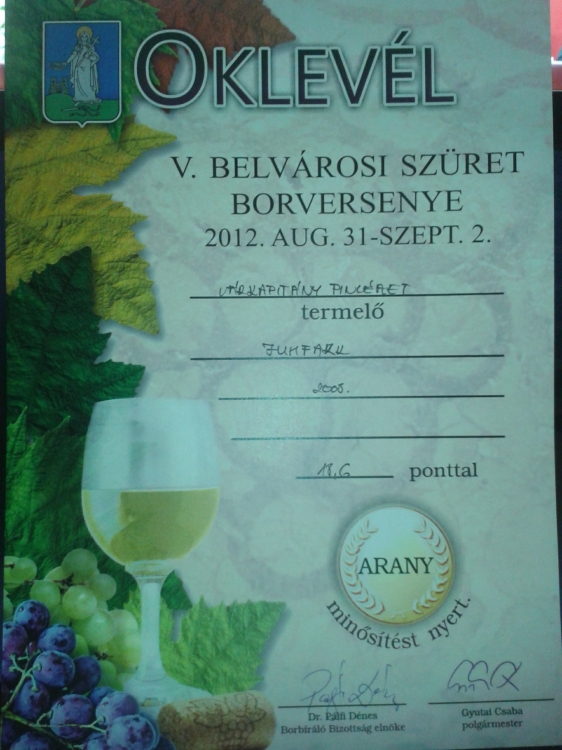 OKLEVÉL
V. BELVÁROSI SZÜRET
BORVERSENYE
2012. AUG. 31-SZEPT. 2.
VÁRKAPITÁNY PINCÉSZET
termelő
JUHFARK
18,6 ponttal
ARANY
minősítést nyert.
Dr. Pálfi Dénes
Borbíráló Bizottság elnöke
Gyutai Csaba
polgármester